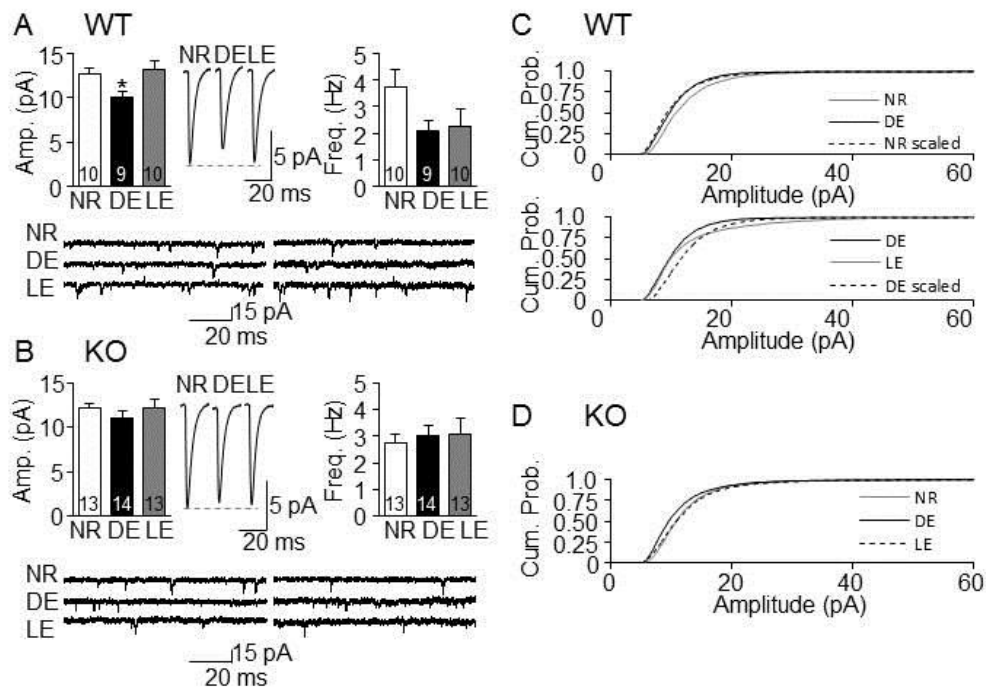 A WT
15
10
5
0
Amp. (pA)
*
10 9 10
NR DE LE
NR DE LE
5 pA
20 ms
5
4
3
2
1
0
Freq. (Hz)
10 9 10
NR DE LE
NR
DE
LE
15 pA
20 ms
B KO
15
10
5
0
Amp. (pA)
13 14 13
NR DE LE
NR DE LE
5 pA
20 ms
5
4
3
2
1
0
Freq. (Hz)
13 14 13
NR DE LE
NR
DE
LE
15 pA
20 ms
C WT
Cum. Prob.
1.0
0.75
0.50
0.25
0
NR
DE
NR scaled
0 20 40 60
Amplitude (pA)
Cum. Prob.
1.0
0.75
0.50
0.25
0
DE
LE
DE scaled
0 20 40 60
Amplitude (pA)
D KO
Cum. Prob.
1.0
0.75
0.50
0.25
0
NR
DE
LE
0 20 40 60
Amplitude (pA)